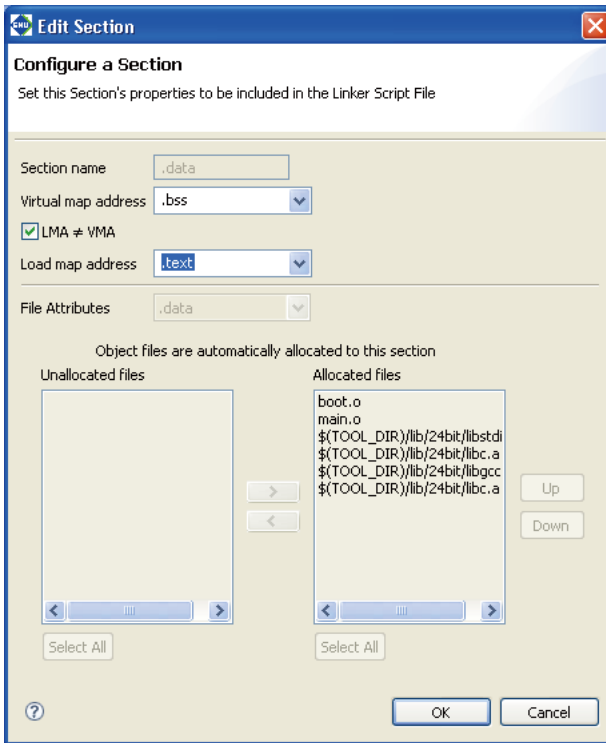 GNU Edit Section
Configure a Section
Set this Section's properties to be included in the Linker Script File
Section name .data
Virtual map address .bss
LMA ≠ VMA
Load map address .text
File Attributes .data
Object files are automatically allocated to this section
Unallocated files Allocated files
boot.o
main.o
$(TOOL_DIR)/lib/24bit/libstdi
$(TOOL_DIR)/lib/24bit/libc.a
$(TOOL_DIR)/lib/24bit/libgcc
$(TOOL_DIR)/lib/24bit/libc.a
>
<
Up
Down
Select All Select All
? OK Cancel